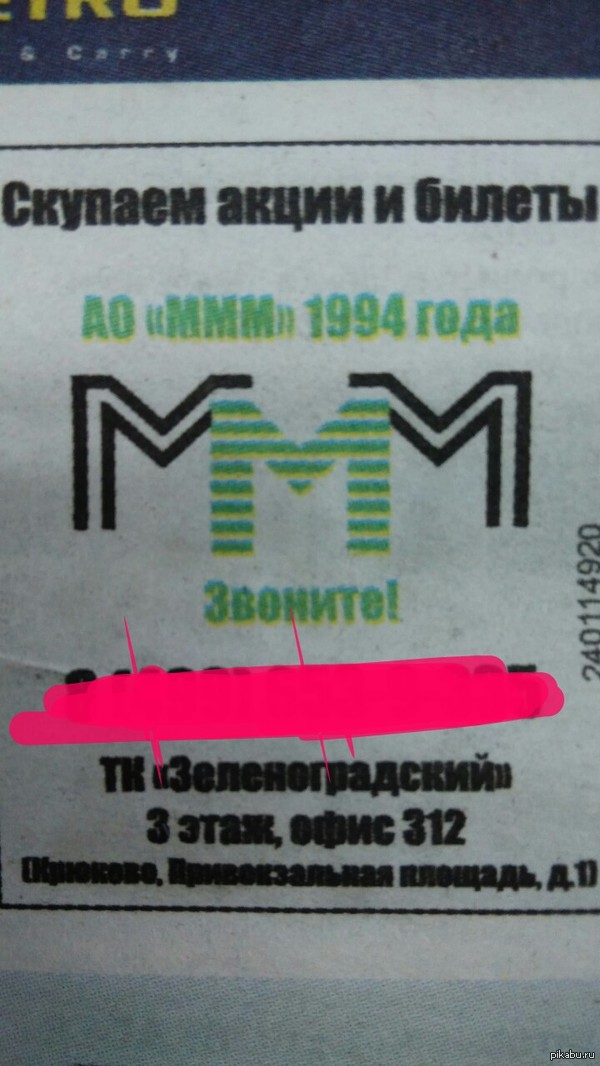 & Carry
Скупаем акции и билеты
АО «МММ» 1994 года
МММ
Звоните!
ТК «Зеленоградский»
3 этаж, офис 312
(Крюково, Привокзальная площадь, д.1)
240114920
pikabu.ru